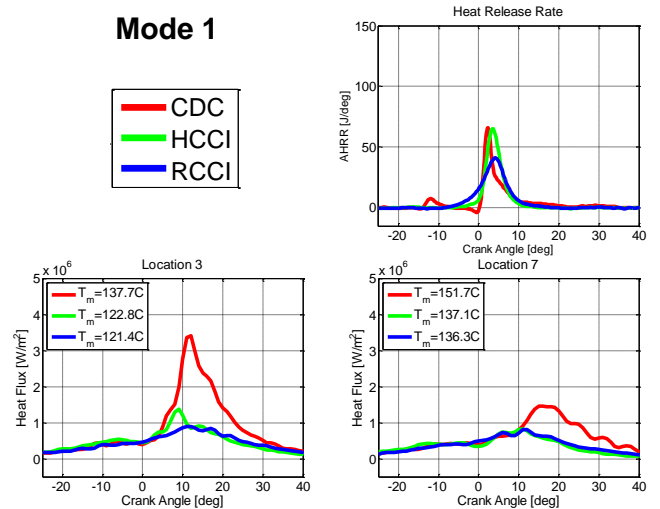 Mode 1
CDC
HCCI
RCCI
Heat Release Rate
150
100
50
0
AHRR [J/deg]
-20 -10 0 10 20 30 40
Crank Angle [deg]
Location 3
x 10^6
5
4
3
2
1
0
Heat Flux [W/m²]
T_m=137.7C
T_m=122.8C
T_m=121.4C
-20 -10 0 10 20 30 40
Crank Angle [deg]
Location 7
x 10^6
5
4
3
2
1
0
Heat Flux [W/m²]
T_m=151.7C
T_m=137.1C
T_m=136.3C
-20 -10 0 10 20 30 40
Crank Angle [deg]